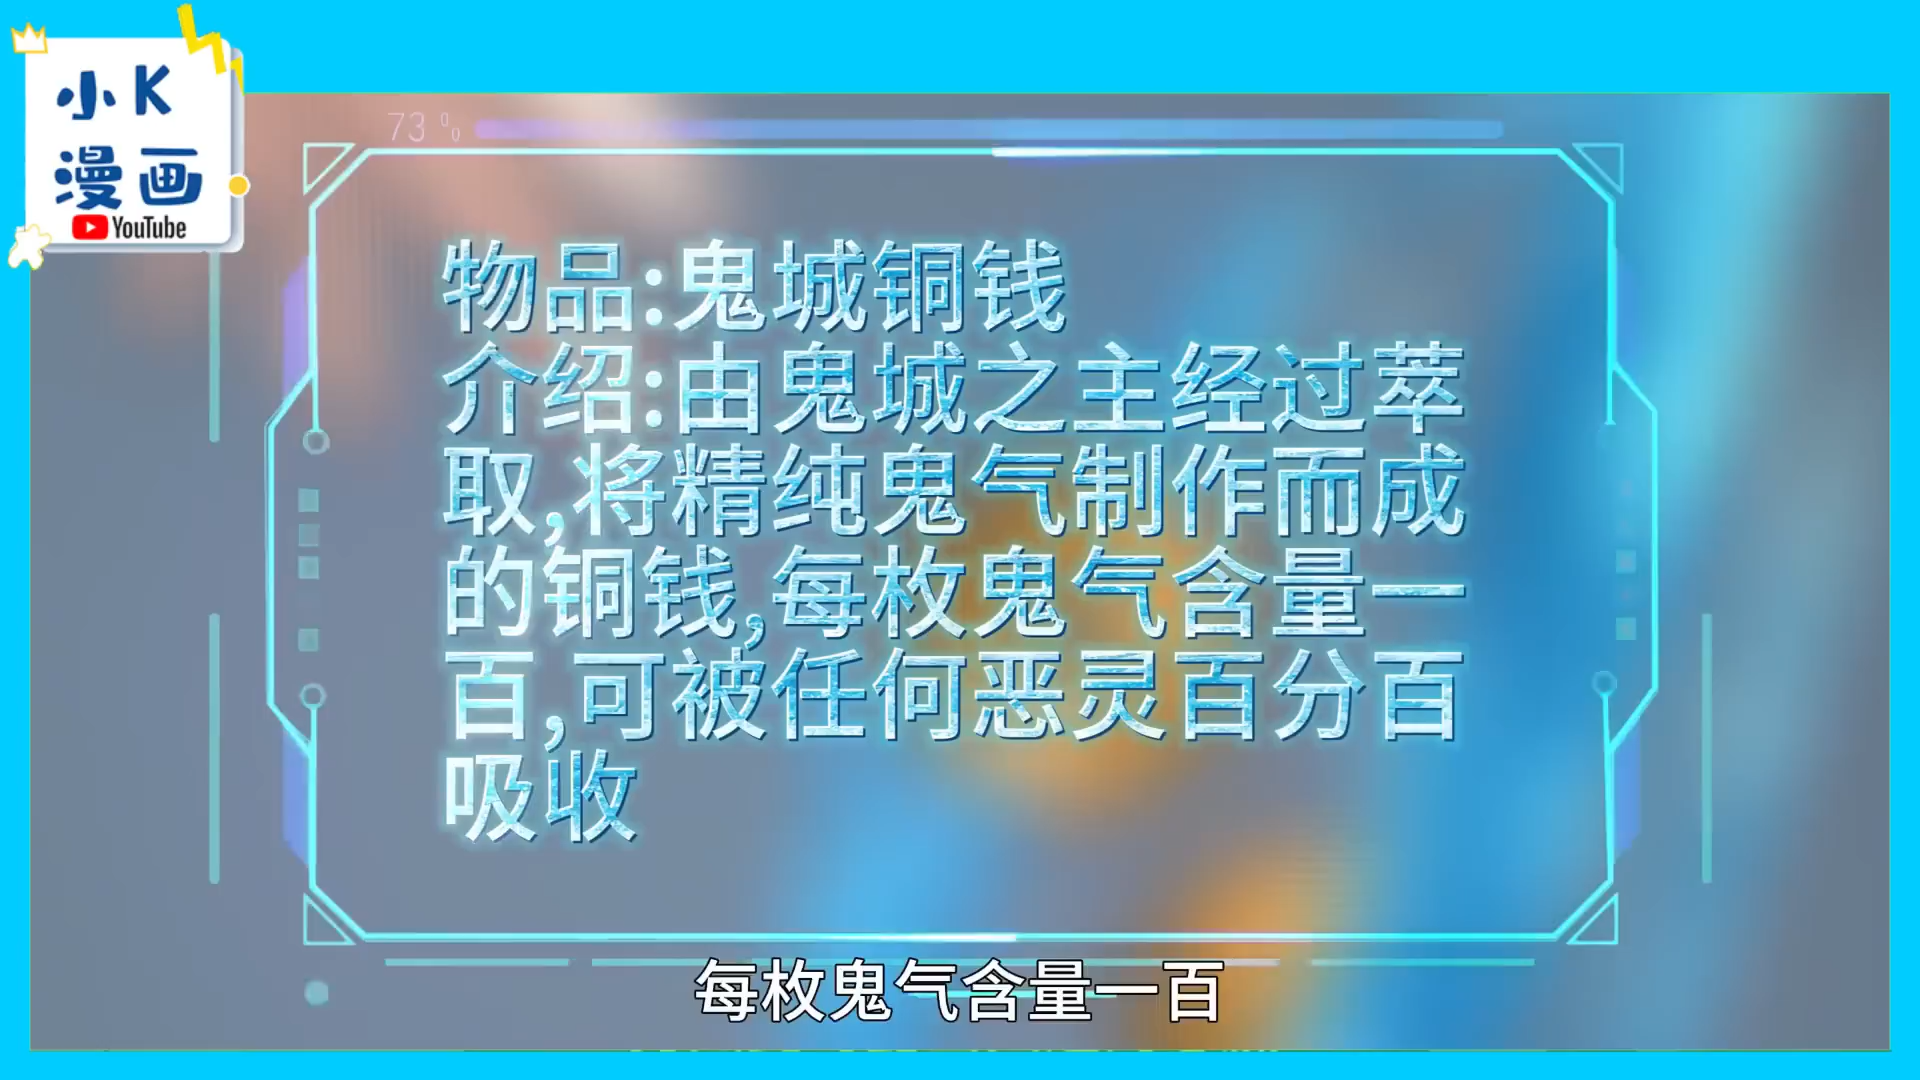 小K
漫画
YouTube
73 %
物品:鬼城铜钱
介绍:由鬼城之主经过萃
取,将精纯鬼气制作而成
的铜钱,每枚鬼气含量一
百,可被任何恶灵百分百
吸收
每枚鬼气含量一百